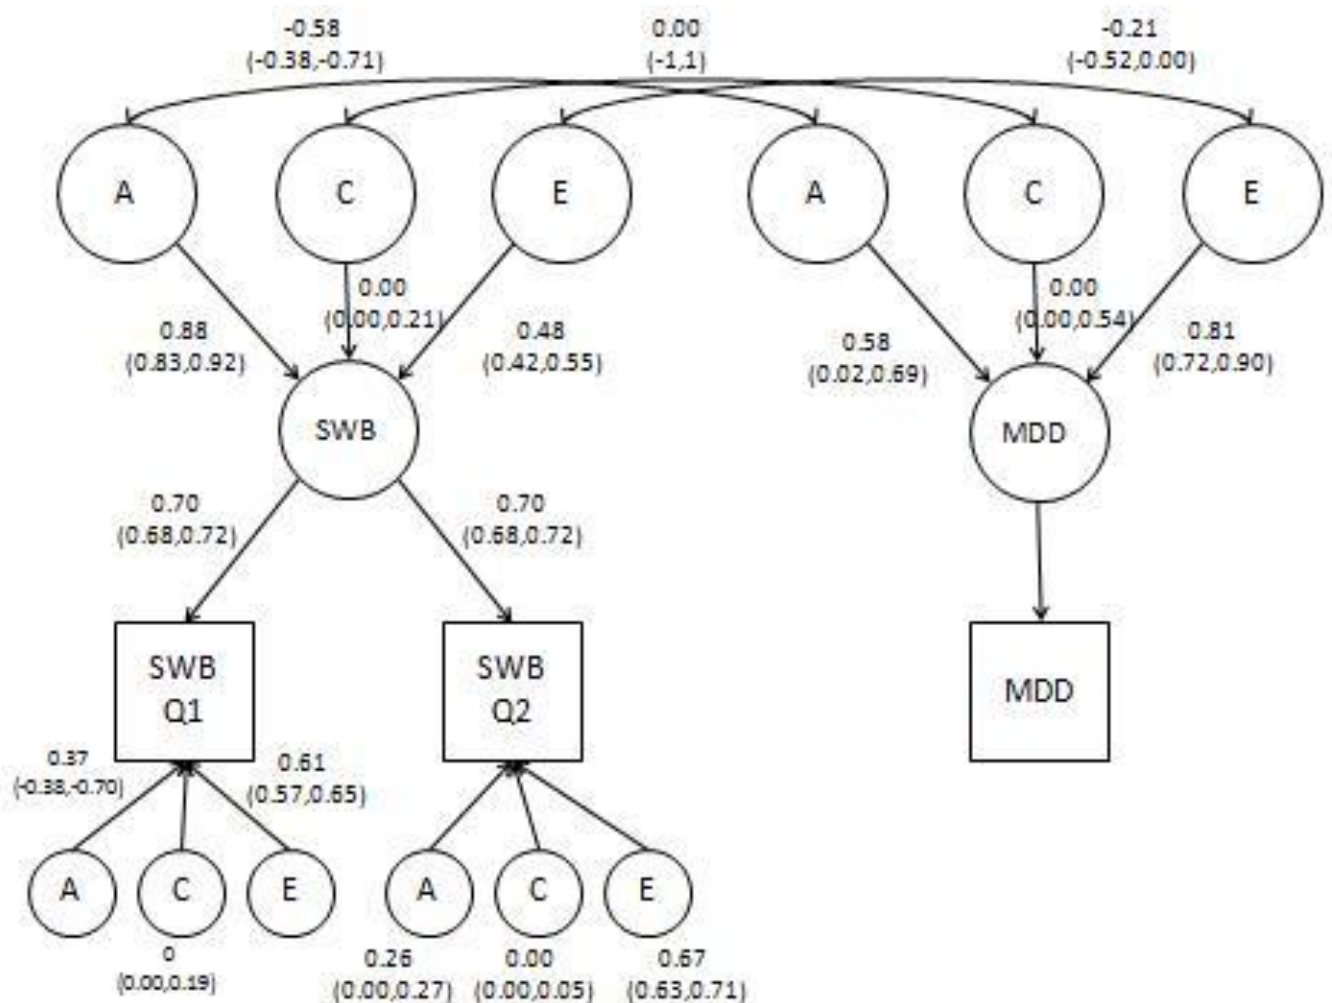 -0.58
(-0.38,-0.71)
0.00
(-1,1)
-0.21
(-0.52,0.00)
A
C
E
A
C
E
0.88
(0.83,0.92)
0.00
(0.00,0.21)
0.48
(0.42,0.55)
0.58
(0.02,0.69)
0.00
(0.00,0.54)
0.81
(0.72,0.90)
SWB
MDD
0.70
(0.68,0.72)
0.70
(0.68,0.72)
SWB
Q1
SWB
Q2
MDD
0.37
(-0.38,-0.70)
0.61
(0.57,0.65)
A
C
E
A
C
E
0
(0.00,0.19)
0.26
(0.00,0.27)
0.00
(0.00,0.05)
0.67
(0.63,0.71)